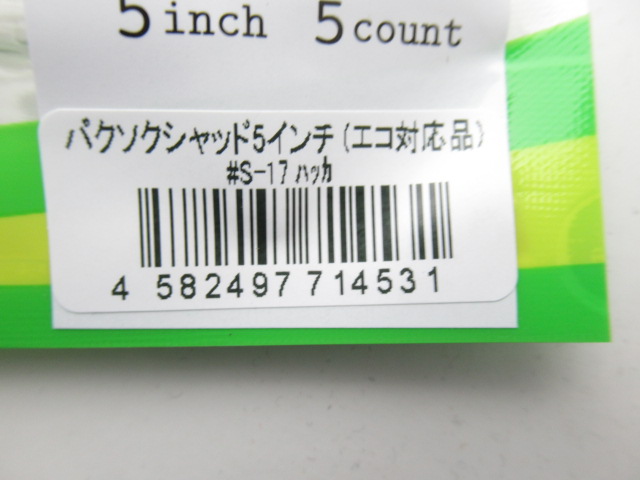 5 inch 5 count
パクソクシャッド5インチ(エコ対応品)
#S-17 ﾊｯｶ
4 582497 714531